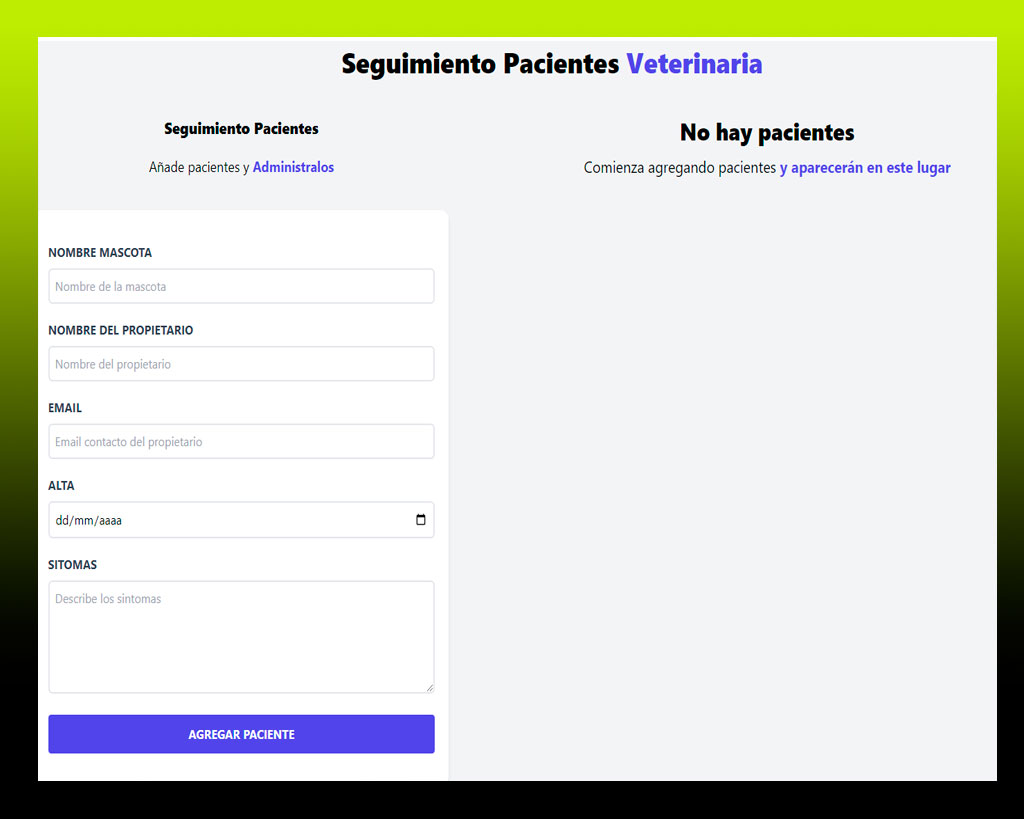 Seguimiento Pacientes Veterinaria
Seguimiento Pacientes
Añade pacientes y Administralos
NOMBRE MASCOTA
Nombre de la mascota
NOMBRE DEL PROPIETARIO
Nombre del propietario
EMAIL
Email contacto del propietario
ALTA
dd/mm/aaaa
SITOMAS
Describe los sintomas
AGREGAR PACIENTE
No hay pacientes
Comienza agregando pacientes y aparecerán en este lugar